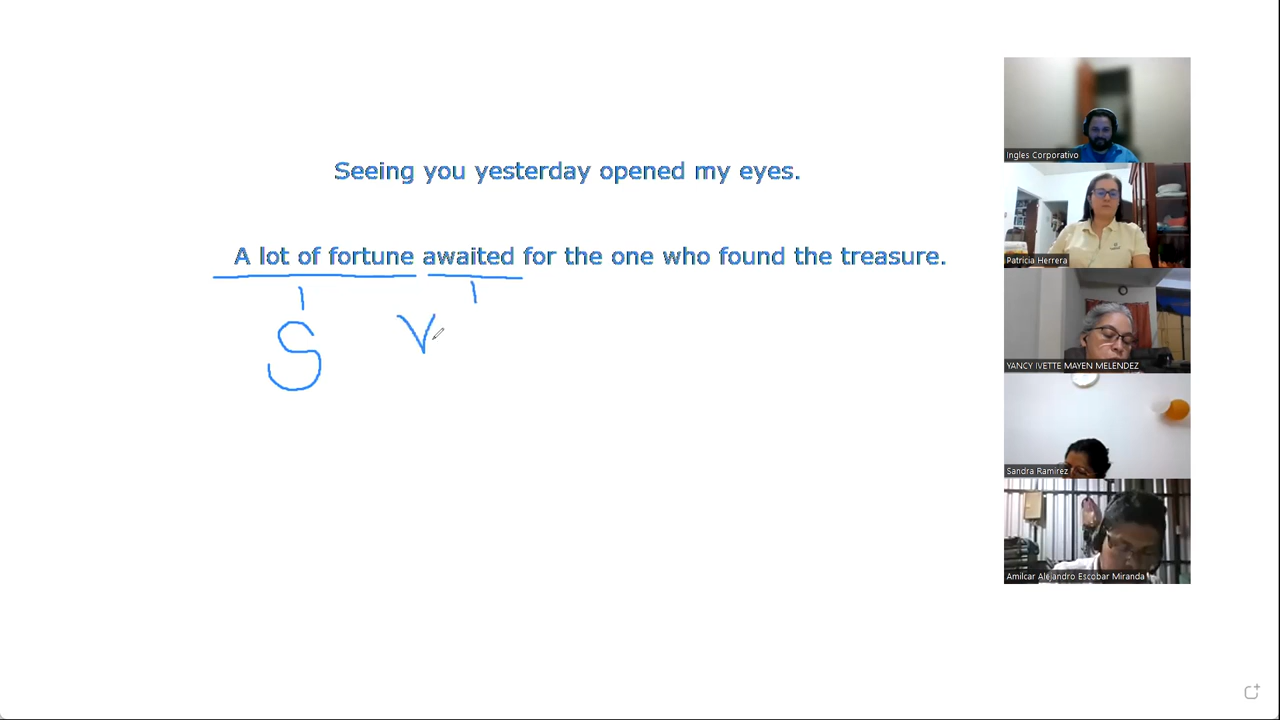 Seeing you yesterday opened my eyes.
A lot of fortune awaited for the one who found the treasure.
S V
Ingles Corporativo
Patricia Herrera
YANCY IVETTE MAYEN MELENDEZ
Sandra Ramirez
Amilcar Alejandro Escobar Miranda